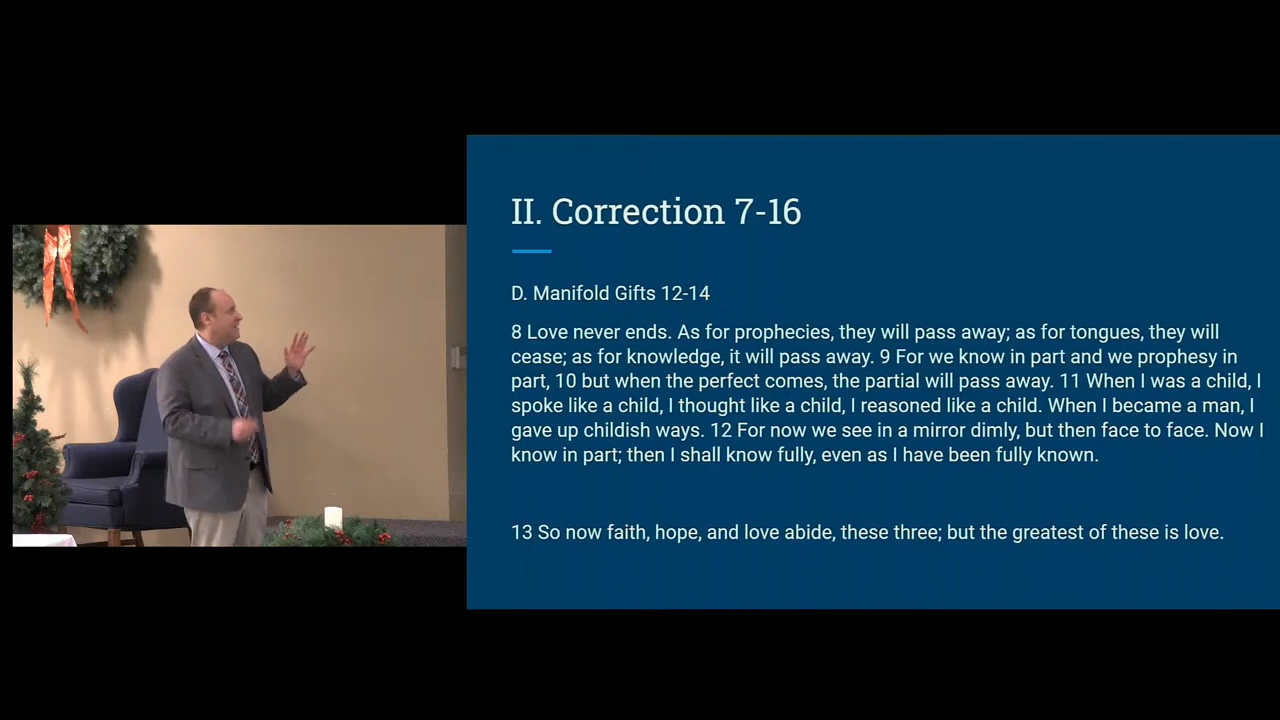 II. Correction 7-16
D. Manifold Gifts 12-14
8 Love never ends. As for prophecies, they will pass away; as for tongues, they will
cease; as for knowledge, it will pass away. 9 For we know in part and we prophesy in
part, 10 but when the perfect comes, the partial will pass away. 11 When I was a child, I
spoke like a child, I thought like a child, I reasoned like a child. When I became a man, I
gave up childish ways. 12 For now we see in a mirror dimly, but then face to face. Now I
know in part; then I shall know fully, even as I have been fully known.
13 So now faith, hope, and love abide, these three; but the greatest of these is love.